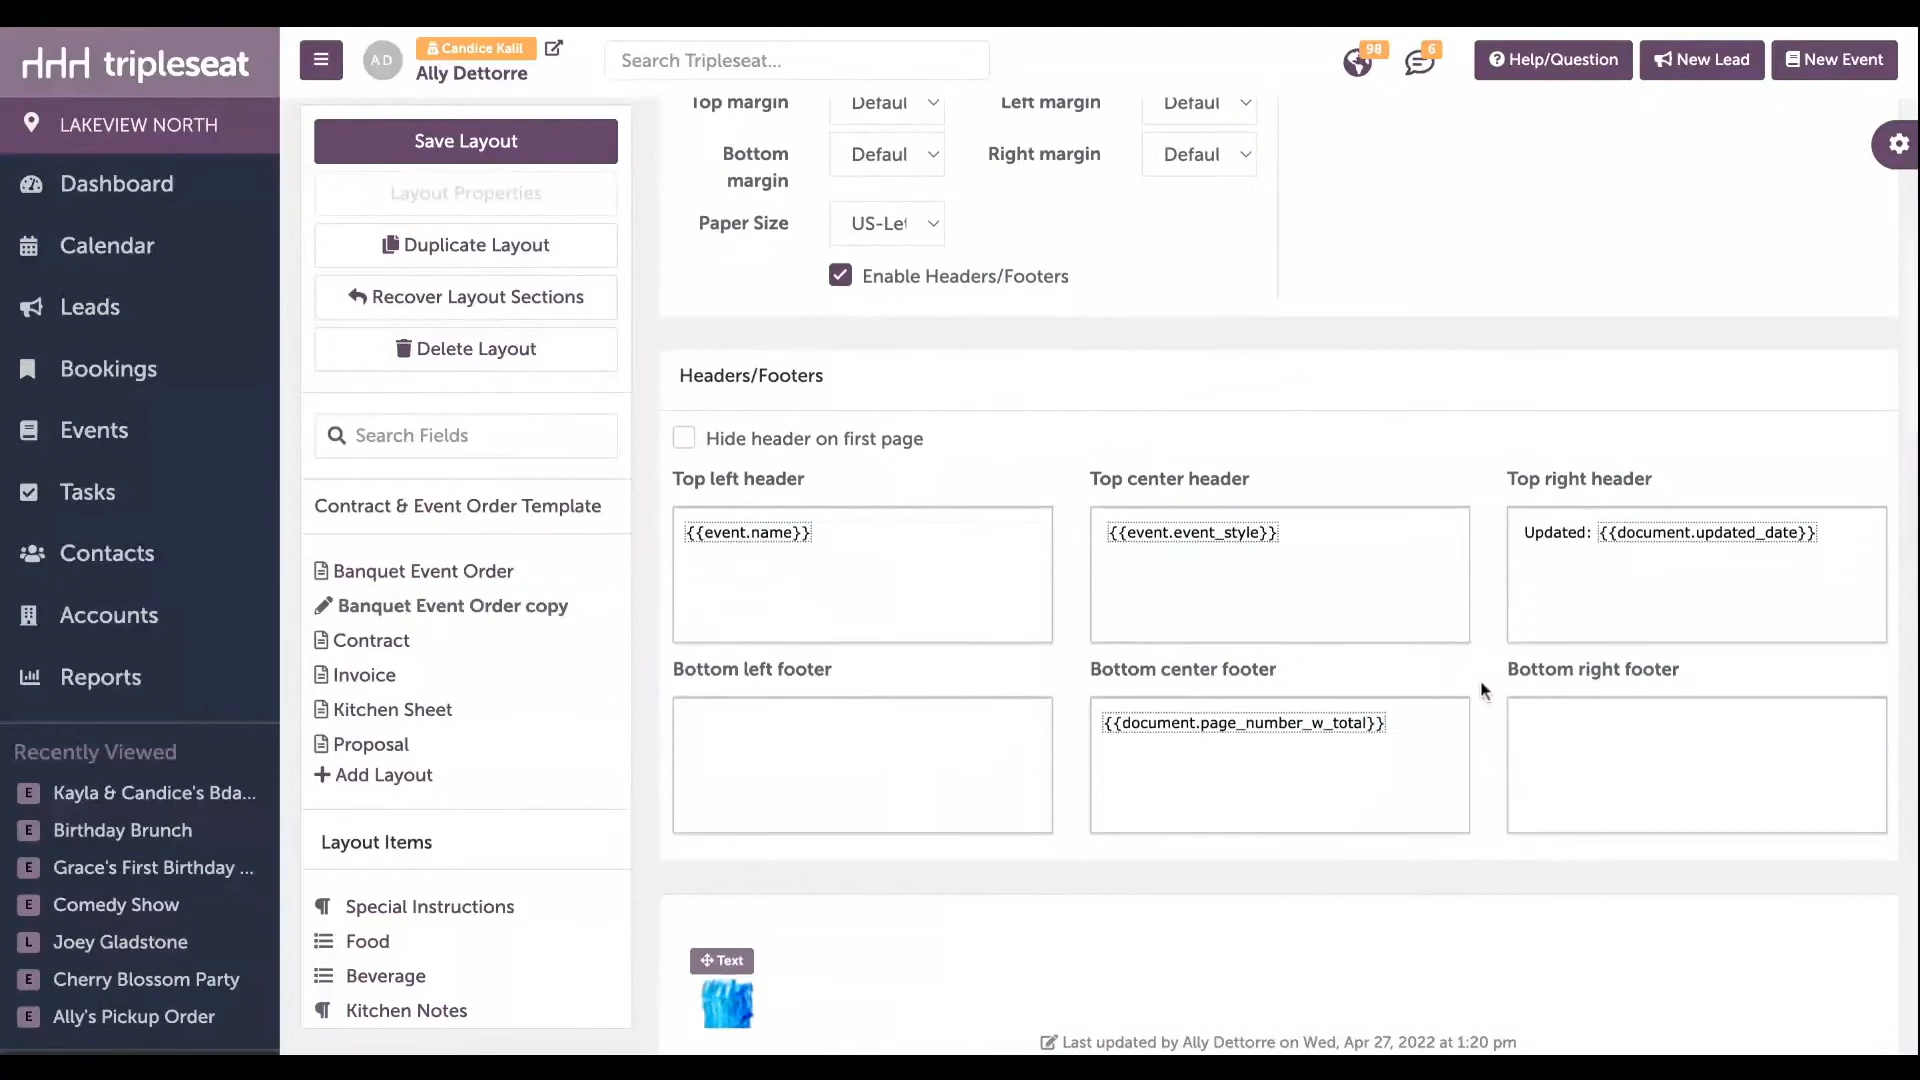 tripleseat
LAKEVIEW NORTH
Dashboard
Calendar
Leads
Bookings
Events
Tasks
Contacts
Accounts
Reports
Recently Viewed
E Kayla & Candice's Bda...
E Birthday Brunch
E Grace's First Birthday ...
E Comedy Show
L Joey Gladstone
E Cherry Blossom Party
E Ally's Pickup Order
AD
Candice Kalil
Ally Dettorre
Search Tripleseat...
98
6
Help/Question
New Lead
New Event
Save Layout
Layout Properties
Duplicate Layout
Recover Layout Sections
Delete Layout
Search Fields
Contract & Event Order Template
Banquet Event Order
Banquet Event Order copy
Contract
Invoice
Kitchen Sheet
Proposal
Add Layout
Layout Items
Special Instructions
Food
Beverage
Kitchen Notes
Top margin Defaul Left margin Defaul
Bottom margin Defaul Right margin Defaul
Paper Size US-Let
Enable Headers/Footers
Headers/Footers
Hide header on first page
Top left header Top center header Top right header
{{event.name}} {{event.event_style}} Updated: {{document.updated_date}}
Bottom left footer Bottom center footer Bottom right footer
{{document.page_number_w_total}}
Text
Last updated by Ally Dettorre on Wed, Apr 27, 2022 at 1:20 pm